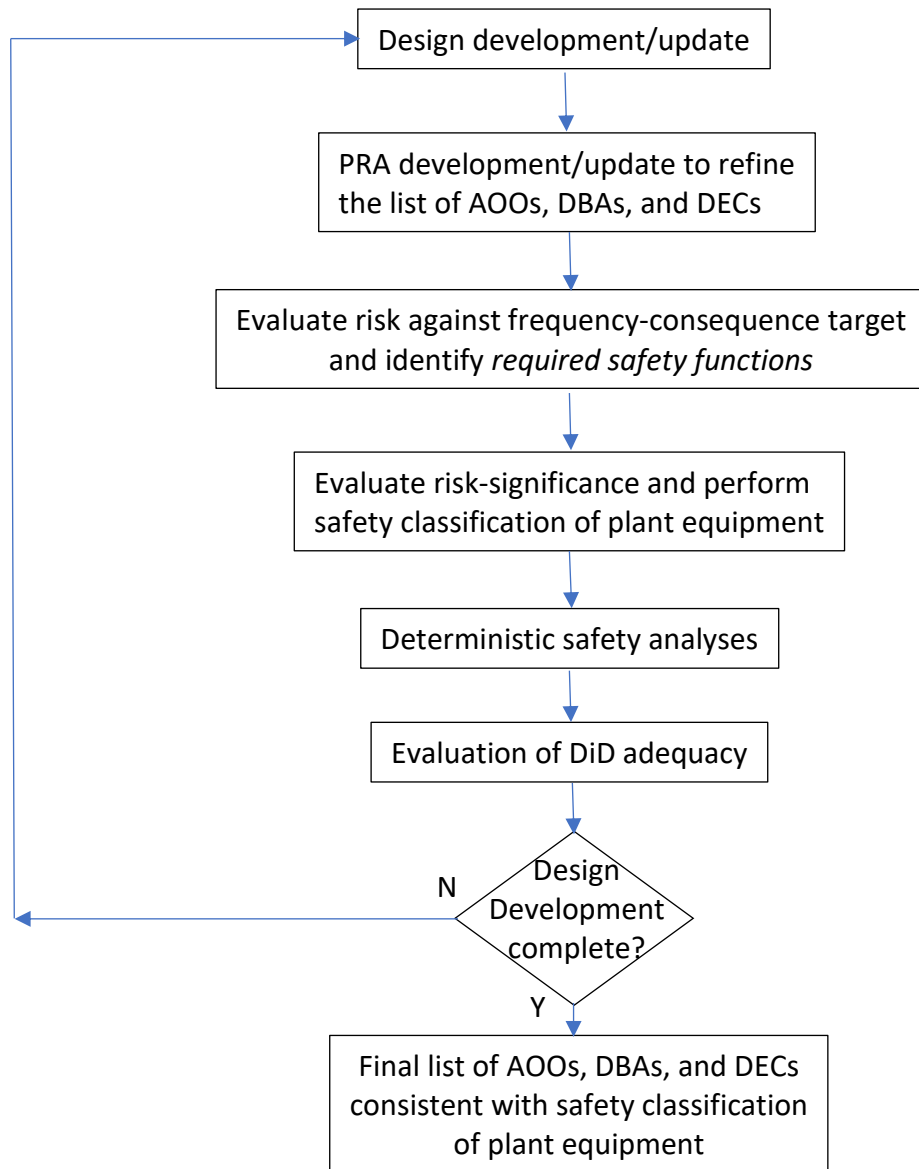 Design development/update
PRA development/update to refine
the list of AOOs, DBAs, and DECs
Evaluate risk against frequency-consequence target
and identify required safety functions
Evaluate risk-significance and perform
safety classification of plant equipment
Deterministic safety analyses
Evaluation of DiD adequacy
N
Design
Development
complete?
Y
Final list of AOOs, DBAs, and DECs
consistent with safety classification
of plant equipment